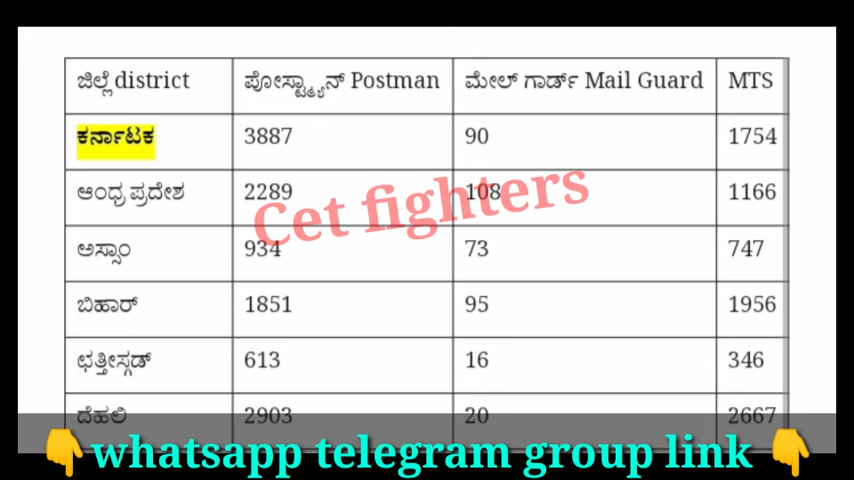 ಜಿಲ್ಲೆ district ಪೋಸ್ಟ್ಮ್ಯಾನ್ Postman ಮೇಲ್ ಗಾರ್ಡ್ Mail Guard MTS
ಕರ್ನಾಟಕ 3887 90 1754
ಆಂಧ್ರ ಪ್ರದೇಶ 2289 108 1166
Cet fighters
ಅಸ್ಸಾಂ 934 73 747
ಬಿಹಾರ್ 1851 95 1956
ಛತ್ತೀಸ್ಗಡ್ 613 16 346
ದೆಹಲಿ 2903 20 2667
👇whatsapp telegram group link 👇